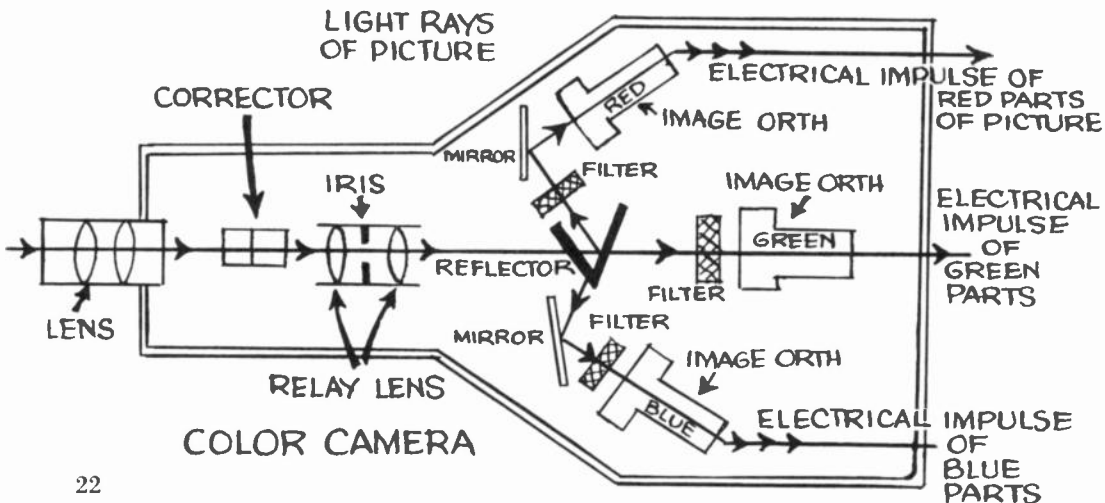 LIGHT RAYS
OF PICTURE
CORRECTOR
IRIS
LENS
RELAY LENS
REFLECTOR
MIRROR
FILTER
RED
IMAGE ORTH
ELECTRICAL IMPULSE OF
RED PARTS
OF PICTURE
FILTER
GREEN
IMAGE ORTH
ELECTRICAL
IMPULSE
OF
GREEN
PARTS
MIRROR
FILTER
BLUE
IMAGE ORTH
ELECTRICAL IMPULSE
OF
BLUE
PARTS
COLOR CAMERA
22